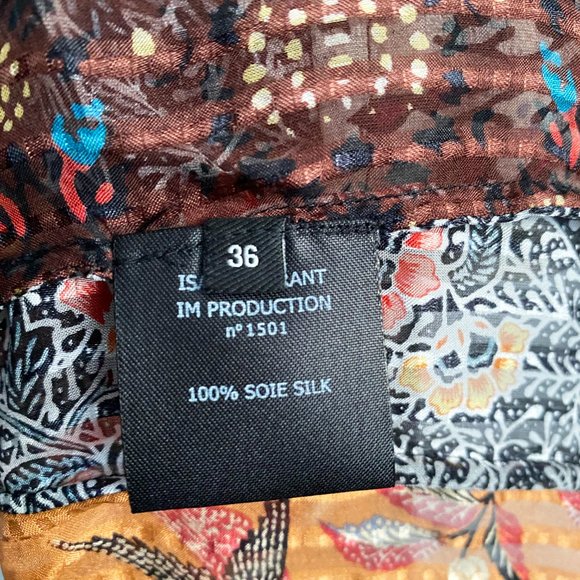 36
IM PRODUCTION
nº1501
100% SOIE SILK